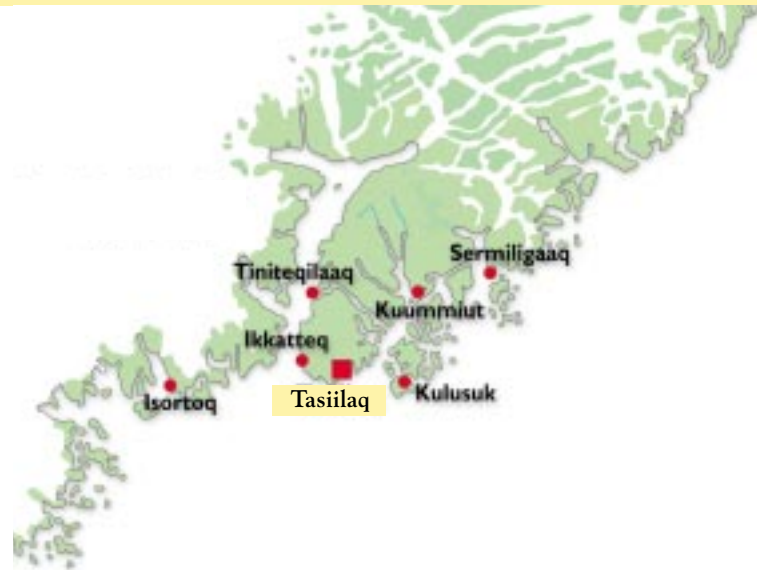 Sermiligaaq
Tiniteqilaaq
Kuummiut
Ikkatteq
Isortoq
Tasiilaq
Kulusuk